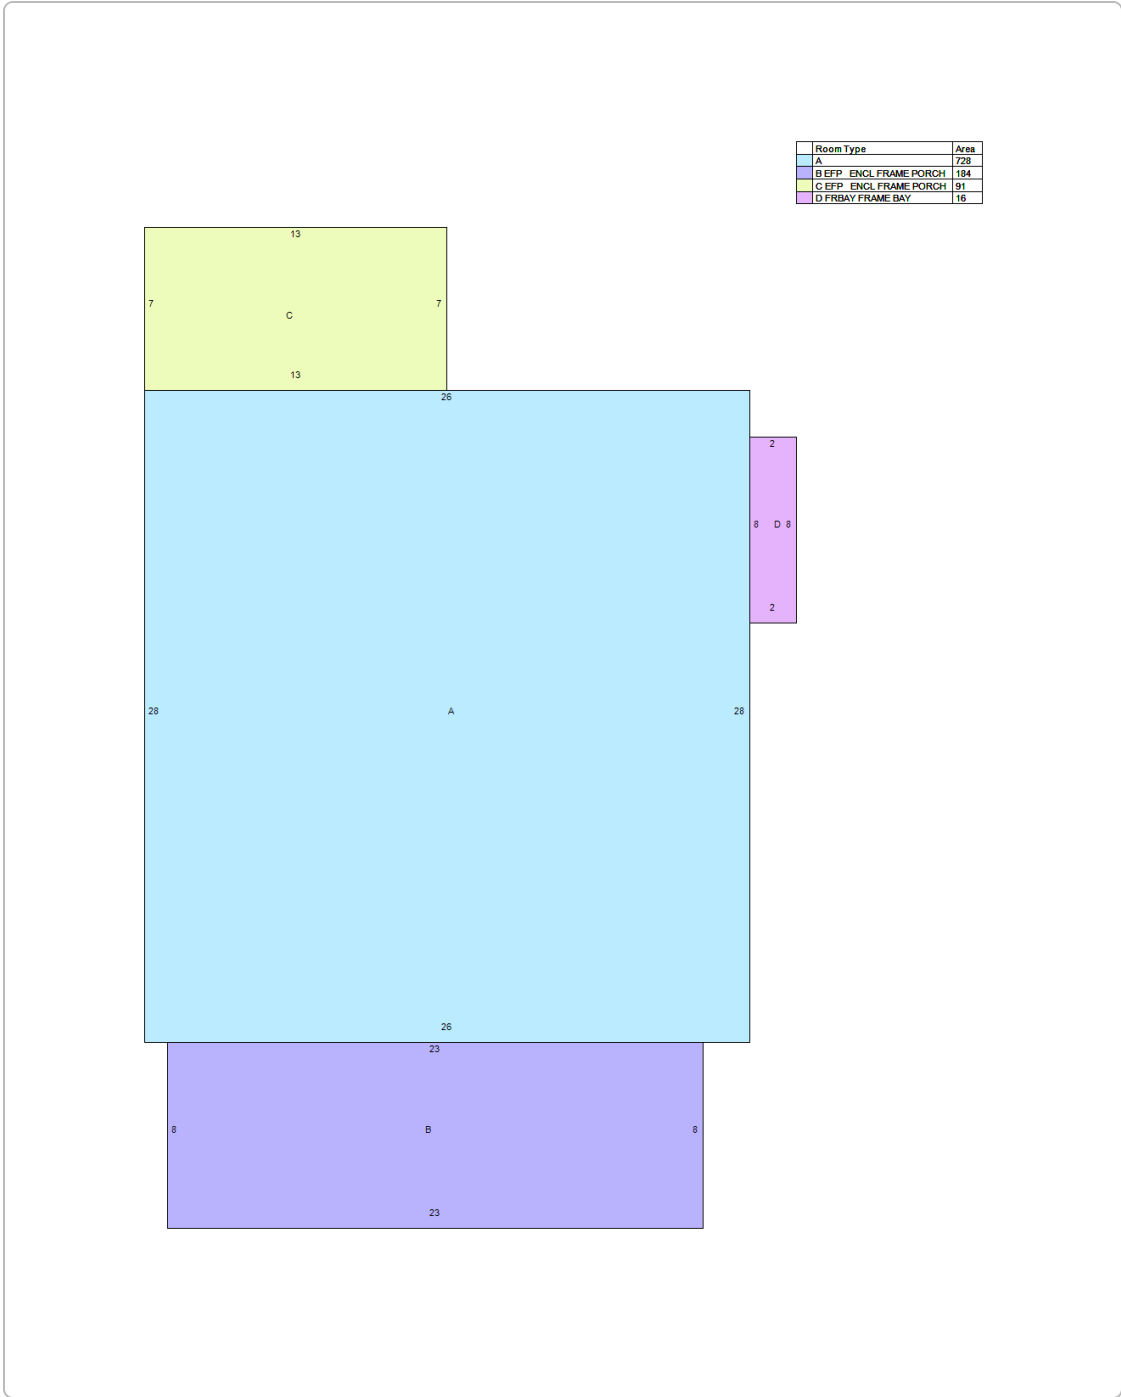 Room Type Area
A 728
B EFP ENCL FRAME PORCH 184
C EFP ENCL FRAME PORCH 91
D FRBAY FRAME BAY 16
13
7 7
C
13
26
2
8 D 8
2
28 A 28
26
23
8 B 8
23